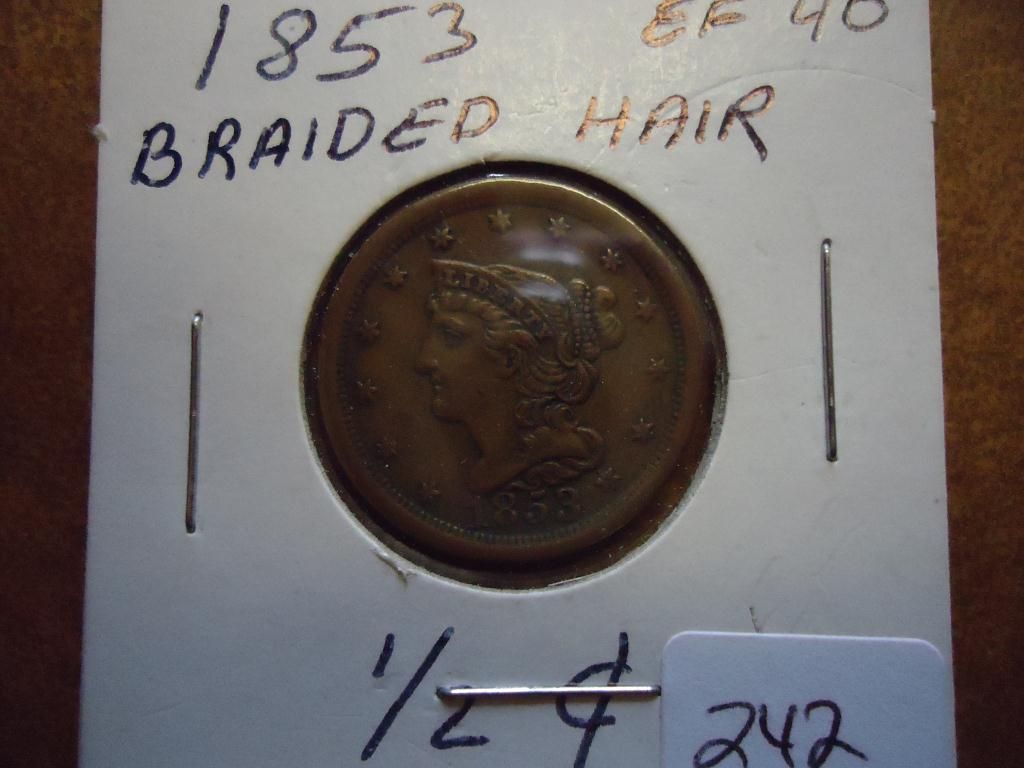 1853 EF 40
BRAIDED HAIR
LIBERTY
1853
1/2 ¢
242